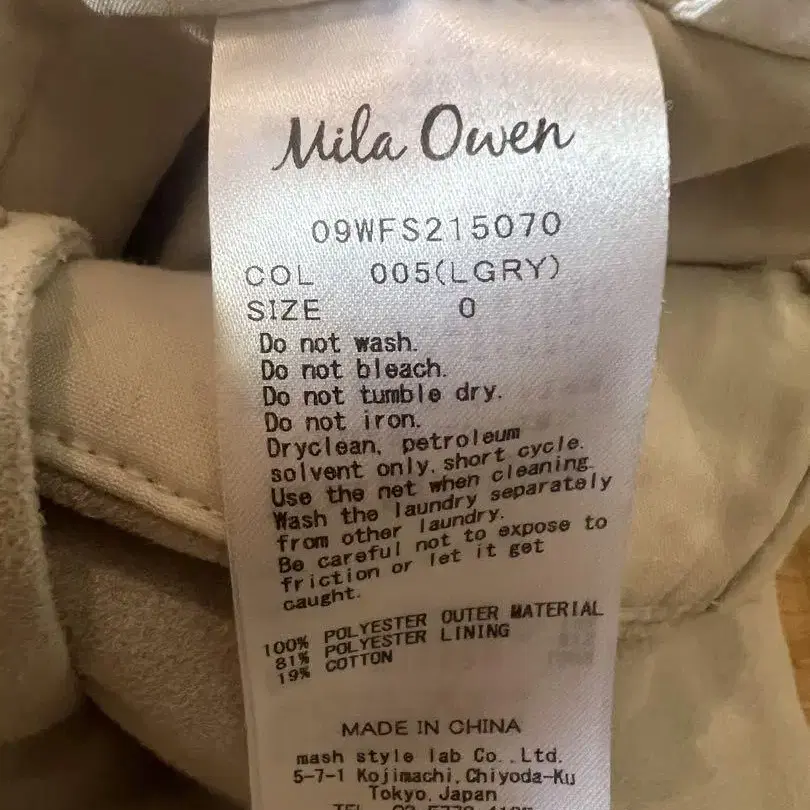 Mila Owen
09WFS215070
COL 005(LGRY)
SIZE 0
Do not wash.
Do not bleach.
Do not tumble dry.
Do not iron.
Dryclean, petroleum
solvent only, short cycle.
Use the net when cleaning.
Wash the laundry separately
from other laundry.
Be careful not to expose to
friction or let it get
caught.
100% POLYESTER OUTER MATERIAL
81% POLYESTER LINING
19% COTTON
MADE IN CHINA
mash style lab Co.,Ltd.
5-7-1 Kojimachi,Chiyoda-Ku
Tokyo,Japan
TEL